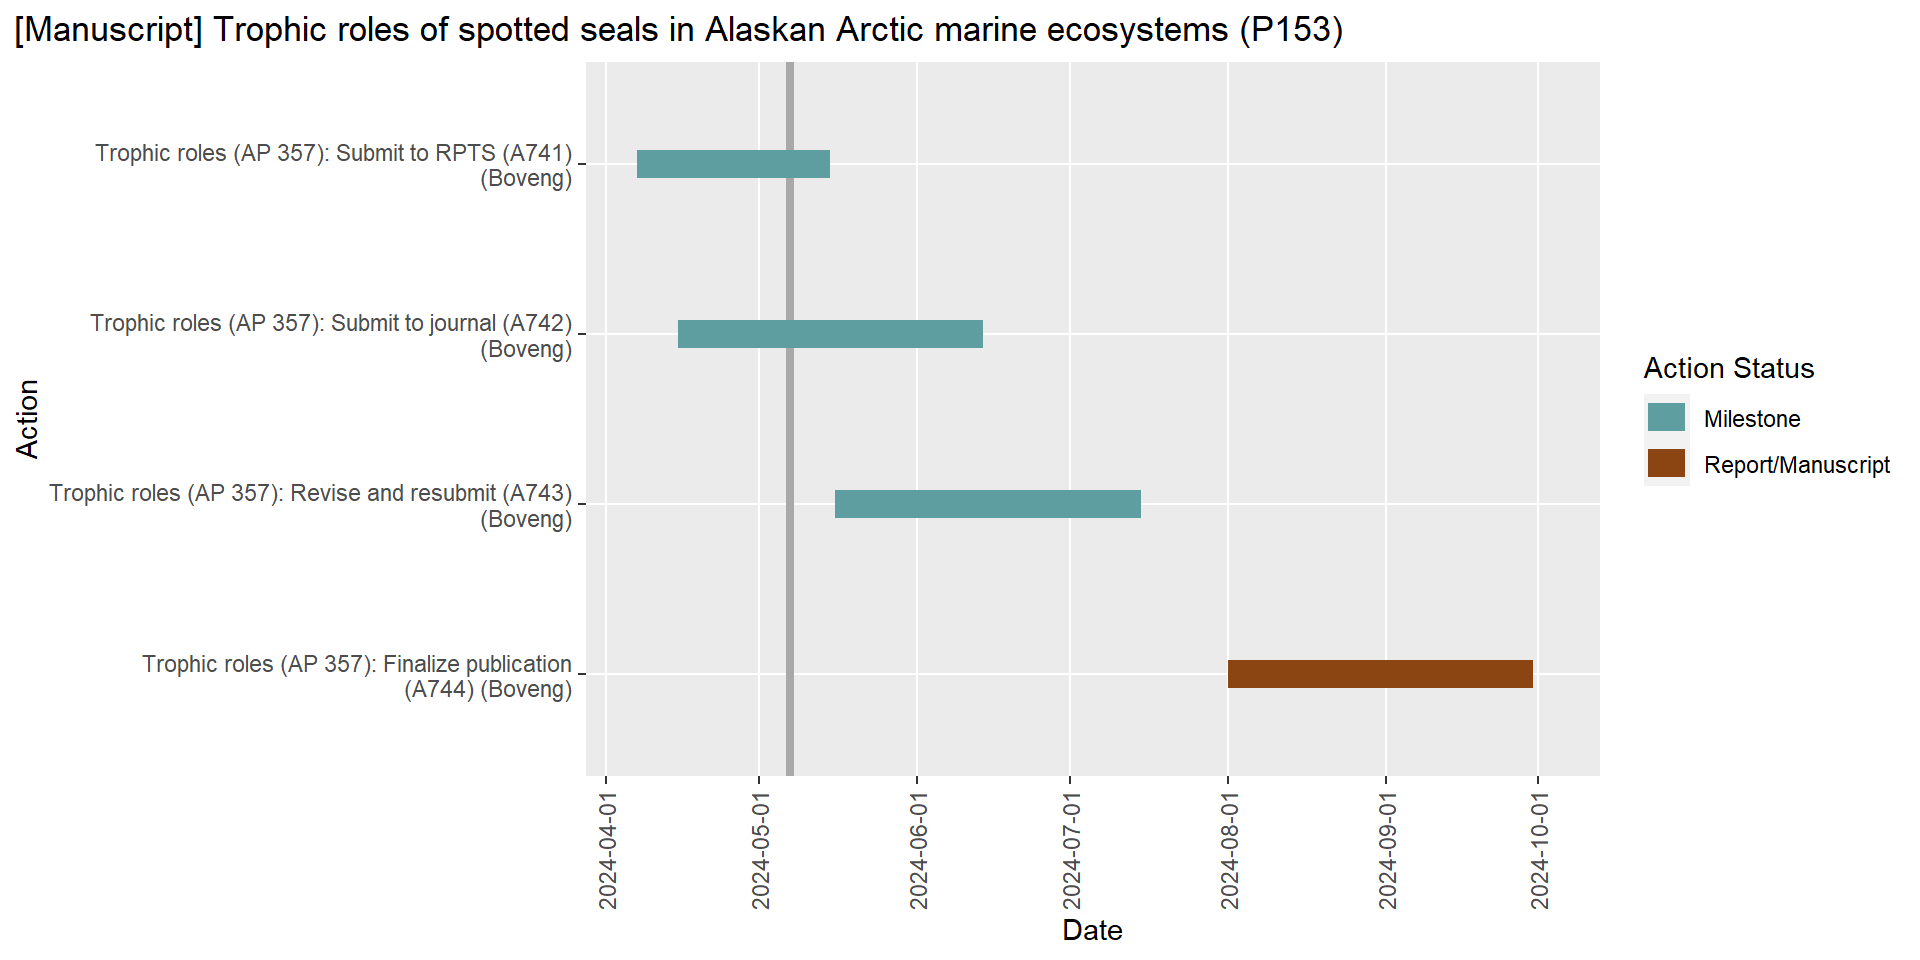 [Manuscript] Trophic roles of spotted seals in Alaskan Arctic marine ecosystems (P153)
Trophic roles (AP 357): Submit to RPTS (A741)
(Boveng)
Trophic roles (AP 357): Submit to journal (A742)
(Boveng)
Trophic roles (AP 357): Revise and resubmit (A743)
(Boveng)
Trophic roles (AP 357): Finalize publication
(A744) (Boveng)
Action
2024-04-01
2024-05-01
2024-06-01
2024-07-01
2024-08-01
2024-09-01
2024-10-01
Date
Action Status
Milestone
Report/Manuscript